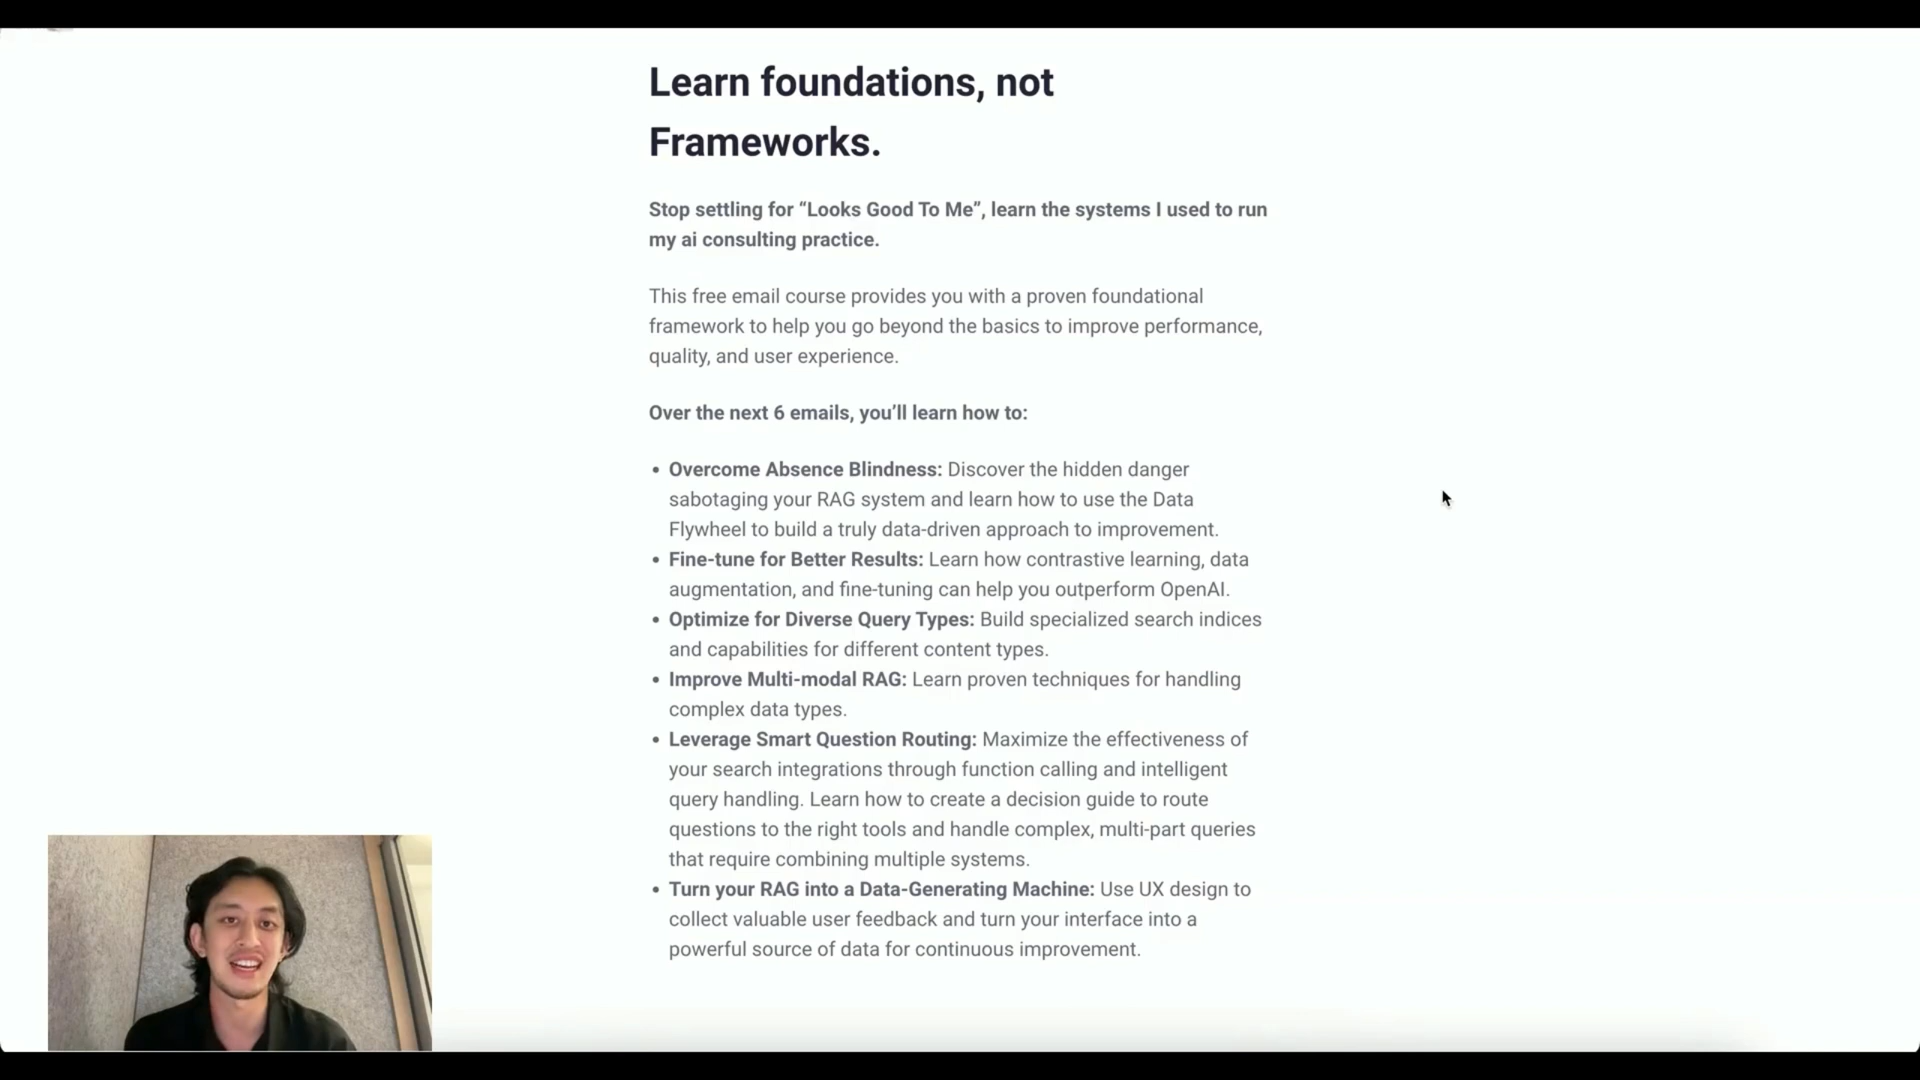 Learn foundations, not
Frameworks.
Stop settling for “Looks Good To Me”, learn the systems I used to run
my ai consulting practice.
This free email course provides you with a proven foundational
framework to help you go beyond the basics to improve performance,
quality, and user experience.
Over the next 6 emails, you’ll learn how to:
• Overcome Absence Blindness: Discover the hidden danger
sabotaging your RAG system and learn how to use the Data
Flywheel to build a truly data-driven approach to improvement.
• Fine-tune for Better Results: Learn how contrastive learning, data
augmentation, and fine-tuning can help you outperform OpenAI.
• Optimize for Diverse Query Types: Build specialized search indices
and capabilities for different content types.
• Improve Multi-modal RAG: Learn proven techniques for handling
complex data types.
• Leverage Smart Question Routing: Maximize the effectiveness of
your search integrations through function calling and intelligent
query handling. Learn how to create a decision guide to route
questions to the right tools and handle complex, multi-part queries
that require combining multiple systems.
• Turn your RAG into a Data-Generating Machine: Use UX design to
collect valuable user feedback and turn your interface into a
powerful source of data for continuous improvement.